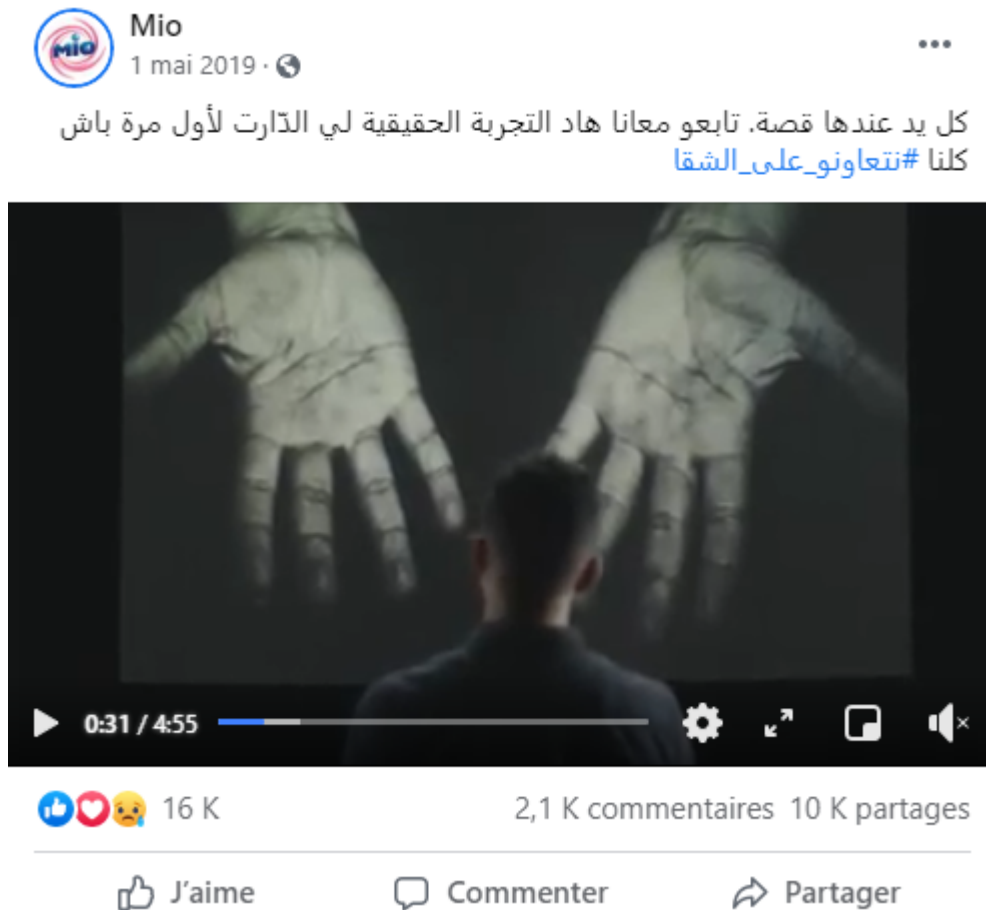 MiO
Mio
1 mai 2019 ·
كل يد عندها قصة. تابعو معانا هاد التجربة الحقيقية لي الدّارت لأول مرة باش
كلنا #نتعاونو_على_الشقا
0:31 / 4:55
16 K 2,1 K commentaires 10 K partages
J'aime Commenter Partager